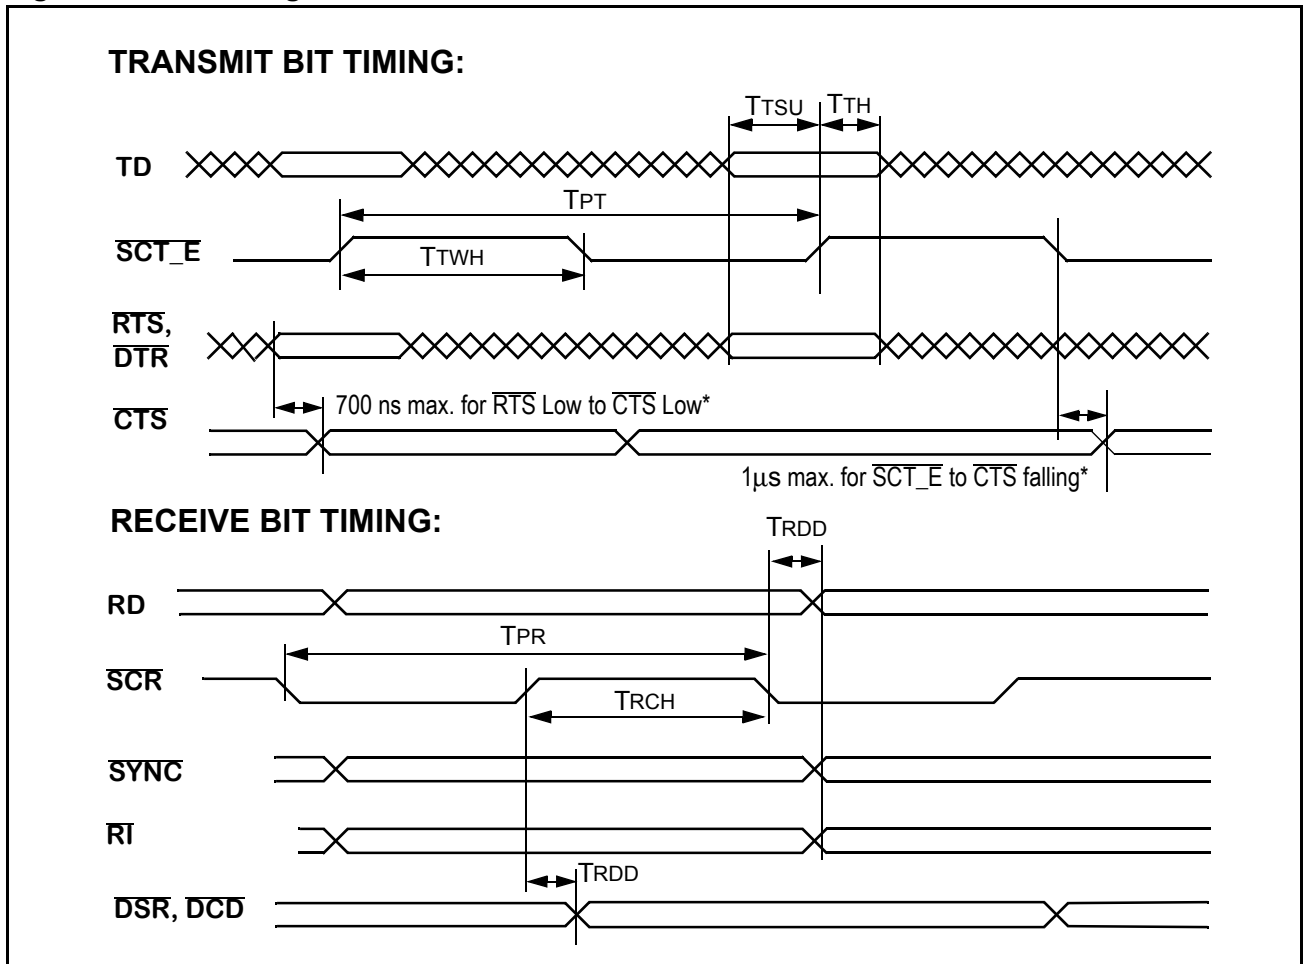 TRANSMIT BIT TIMING:
TTSU TTH
TD
TPT
SCT_E
TTWH
RTS,
DTR
700 ns max. for RTS Low to CTS Low*
CTS
1μs max. for SCT_E to CTS falling*
RECEIVE BIT TIMING:
TRDD
RD
TPR
SCR
TRCH
SYNC
RI
TRDD
DSR, DCD